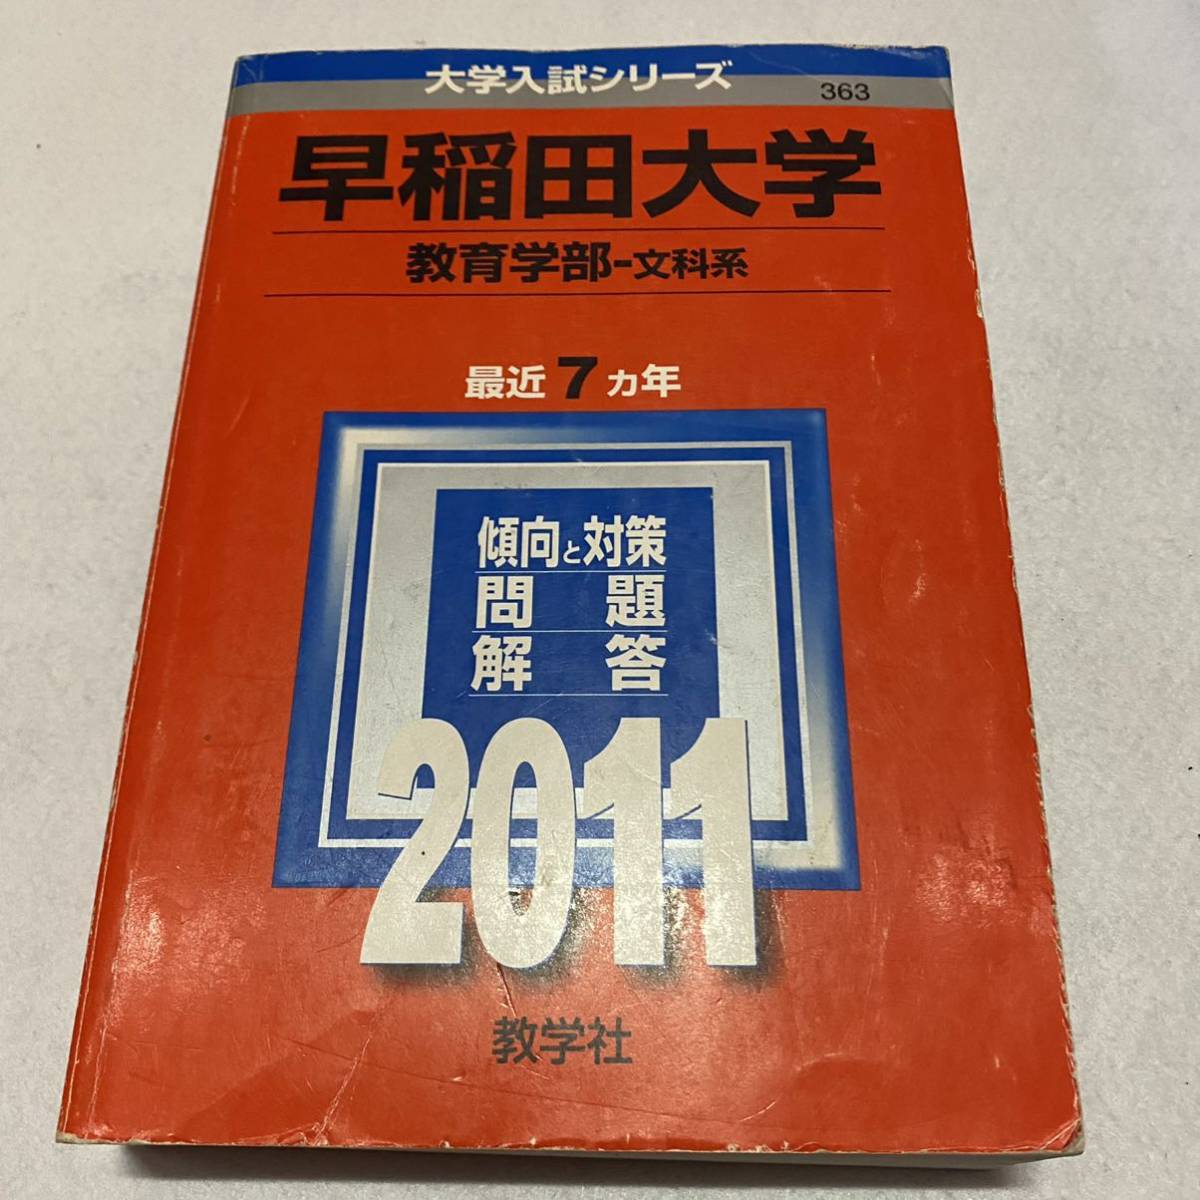 大学入試シリーズ
363
早稲田大学
教育学部-文科系
最近7ヵ年
傾向と対策
問題
解答
2011
教学社